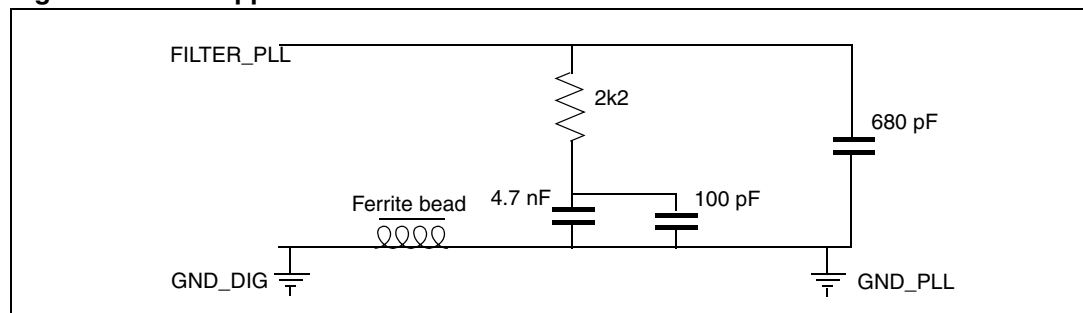 FILTER_PLL
2k2
680 pF
4.7 nF
100 pF
Ferrite bead
GND_DIG
GND_PLL